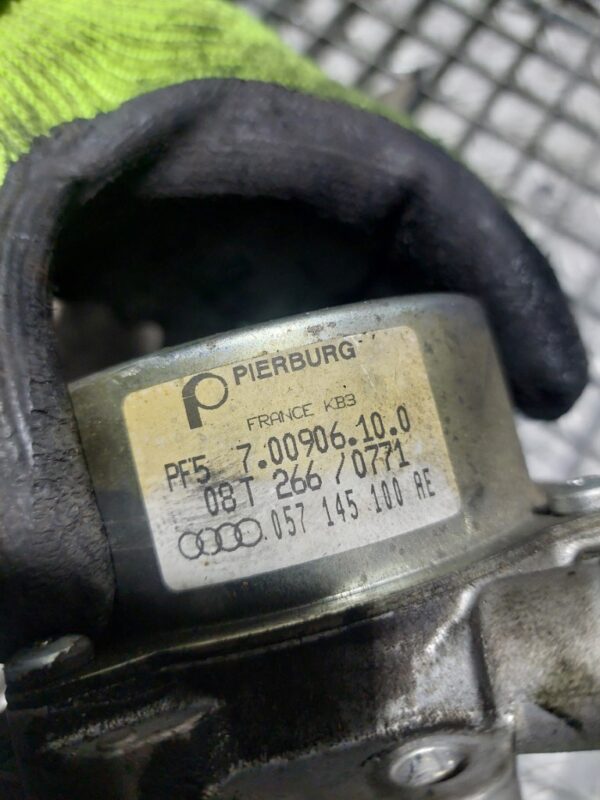 PIERBURG
FRANCE KB3
PF5 7.00906.10.0
08T 266 /0771
057 145 100 AE